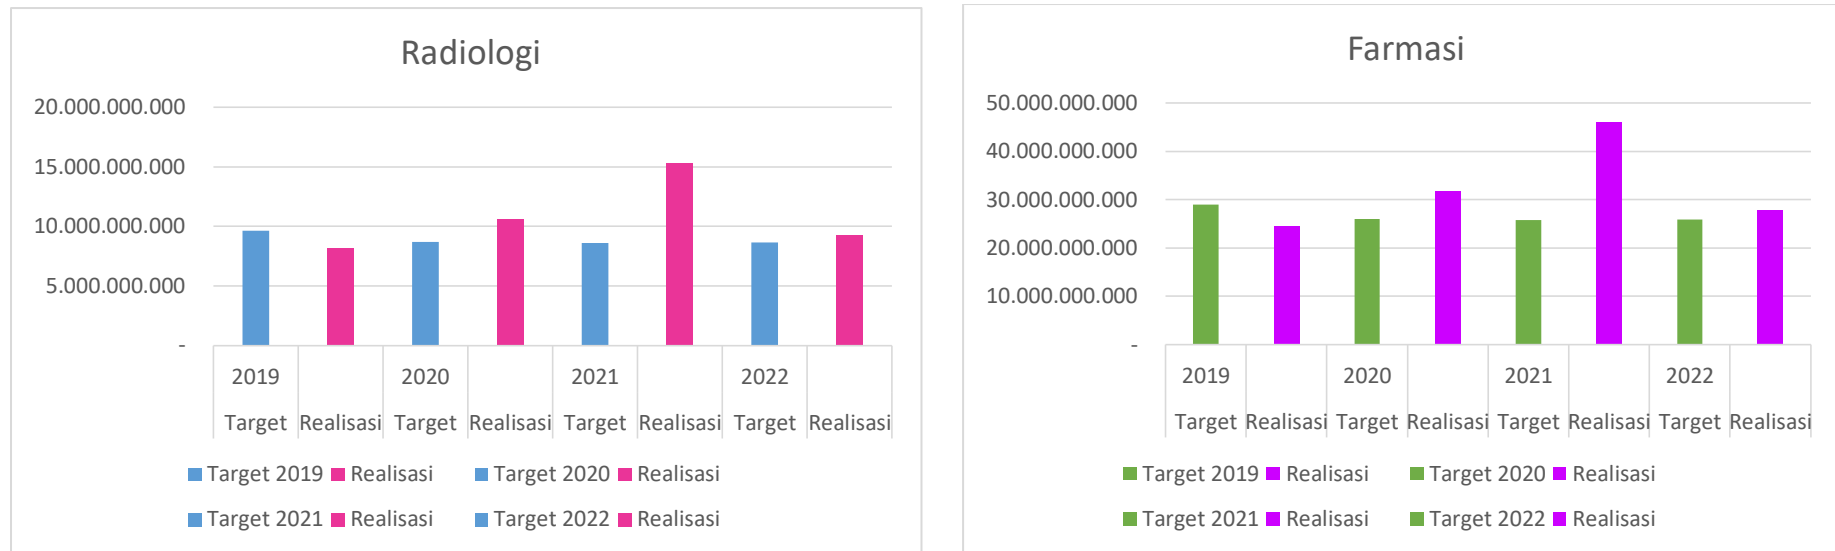 Radiologi
20.000.000.000
15.000.000.000
10.000.000.000
5.000.000.000
-
2019 2020 2021 2022
Target Realisasi Target Realisasi Target Realisasi Target Realisasi
Target 2019 Realisasi Target 2020 Realisasi
Target 2021 Realisasi Target 2022 Realisasi
Farmasi
50.000.000.000
40.000.000.000
30.000.000.000
20.000.000.000
10.000.000.000
-
2019 2020 2021 2022
Target Realisasi Target Realisasi Target Realisasi Target Realisasi
Target 2019 Realisasi Target 2020 Realisasi
Target 2021 Realisasi Target 2022 Realisasi